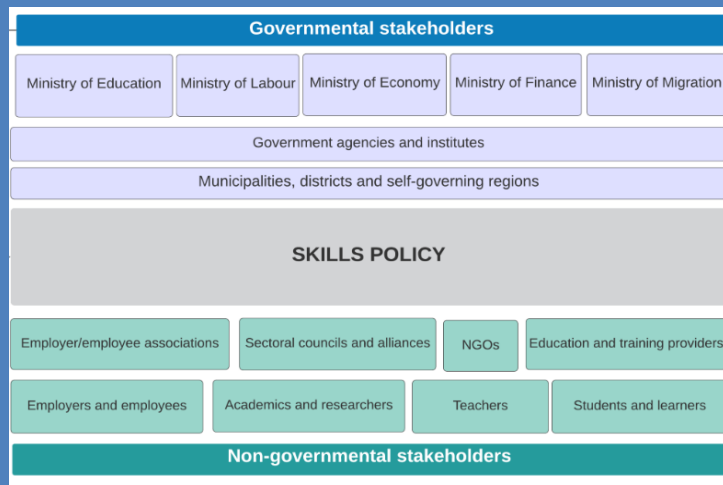 Governmental stakeholders
Ministry of Education
Ministry of Labour
Ministry of Economy
Ministry of Finance
Ministry of Migration
Government agencies and institutes
Municipalities, districts and self-governing regions
SKILLS POLICY
Employer/employee associations
Sectoral councils and alliances
NGOs
Education and training providers
Employers and employees
Academics and researchers
Teachers
Students and learners
Non-governmental stakeholders